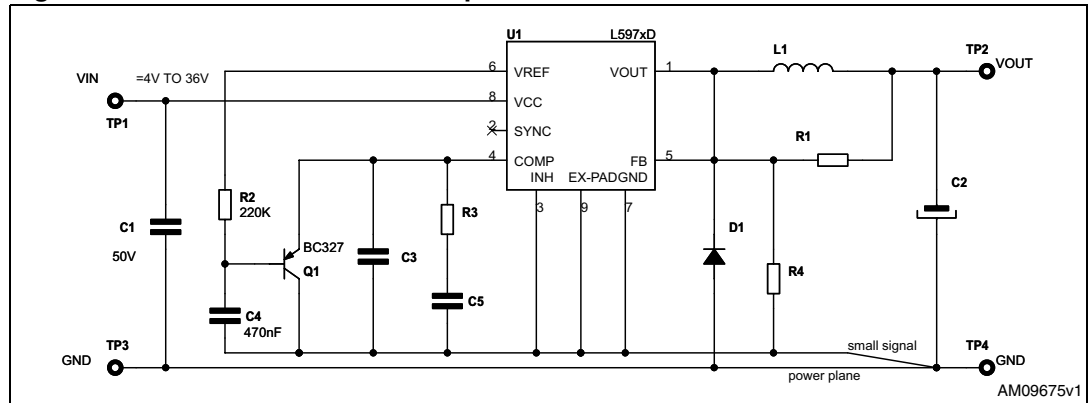 U1
L597xD
L1
TP2
VOUT
VIN
=4V TO 36V
6
VREF
VOUT
1
8
VCC
TP1
2
SYNC
R1
4
COMP
FB
5
INH
EX-PAD
GND
3
9
7
R2
220K
R3
C2
C1
50V
BC327
Q1
C3
D1
R4
C5
C4
470nF
TP3
GND
small signal
power plane
TP4
GND
AM09675v1